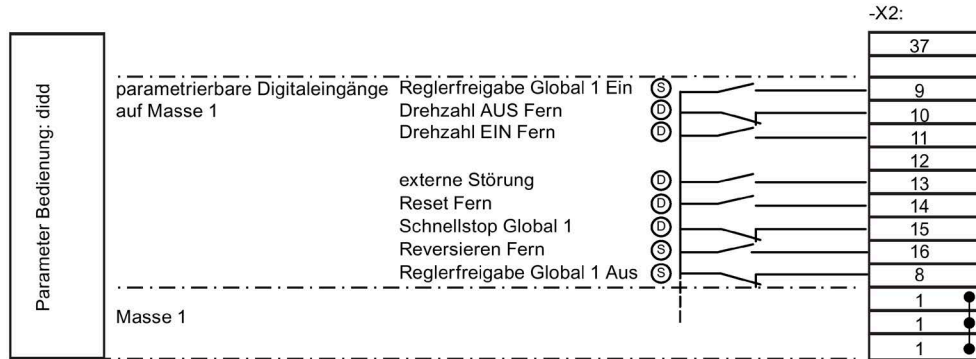 -X2:
37
parametrierbare Digitaleingänge
auf Masse 1
Reglerfreigabe Global 1 Ein S 9
Drehzahl AUS Fern D 10
Drehzahl EIN Fern D 11
12
externe Störung D 13
Reset Fern D 14
Schnellstop Global 1 D 15
Reversieren Fern S 16
Reglerfreigabe Global 1 Aus S 8
Masse 1
1
1
1
Parameter Bedienung: didd